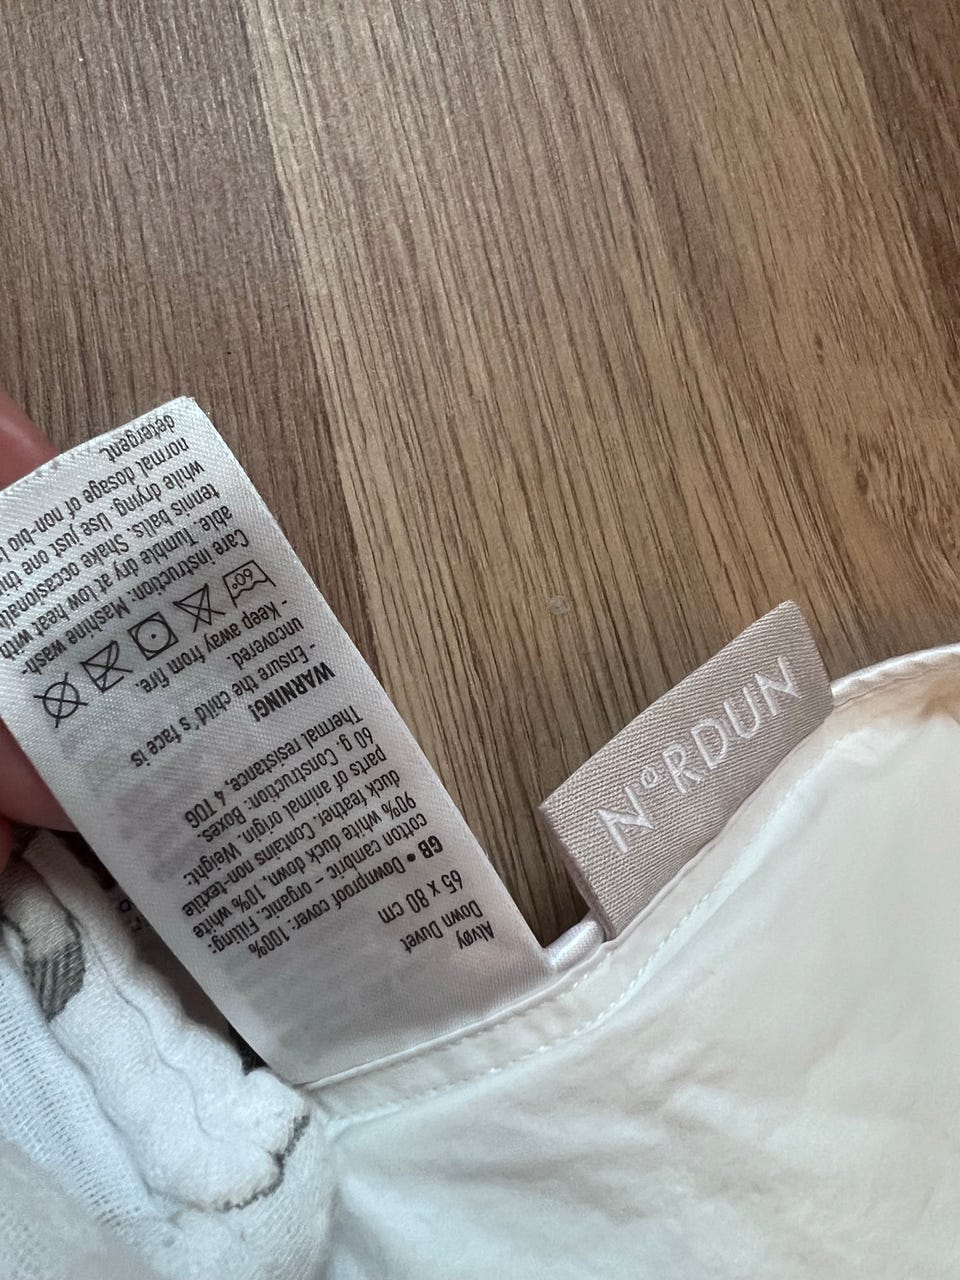 Alvøy
Down Duvet
65 x 80 cm
GB • Downproof cover: 100%
cotton cambric – organic. Filling:
90% white duck down, 10% white
duck feather. Contains non-textile
parts of animal origin. Weight:
60 g. Construction: Boxes.
Thermal resistance, 4 TOG
WARNING!
- Ensure the child´s face is
uncovered.
- Keep away from fire.
60°
Care instruction: Mashine wash-
able. Tumble dry at low heat with
tennis balls. Shake occasionally
while drying. Use just one
normal dosage of non-bio
detergent.
N°RDUN